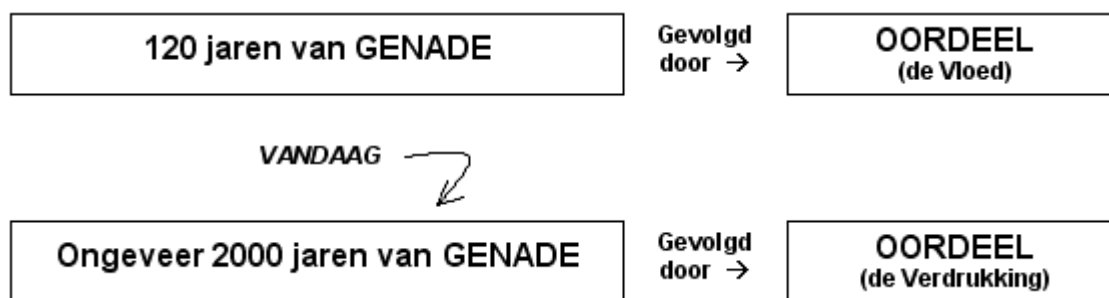 120 jaren van GENADE
Gevolgd
door →
OORDEEL
(de Vloed)
VANDAAG
Ongeveer 2000 jaren van GENADE
Gevolgd
door →
OORDEEL
(de Verdrukking)